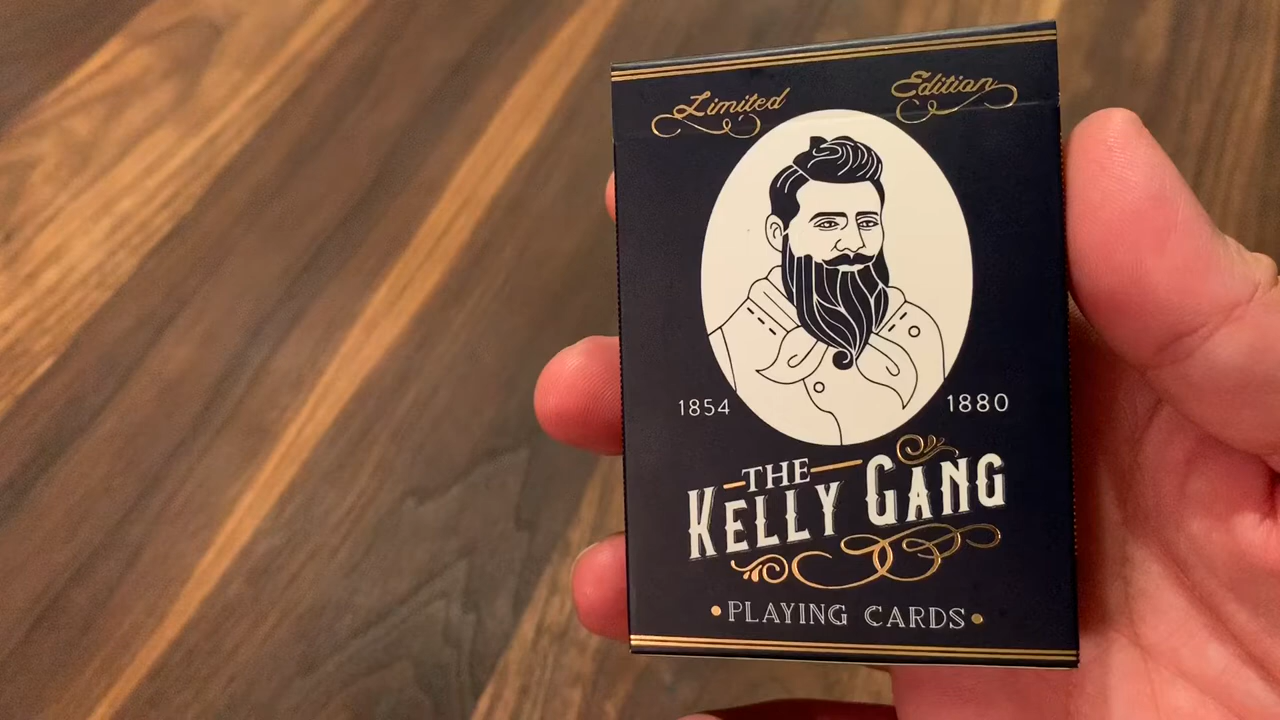 Limited Edition
1854 1880
THE
KELLY GANG
PLAYING CARDS